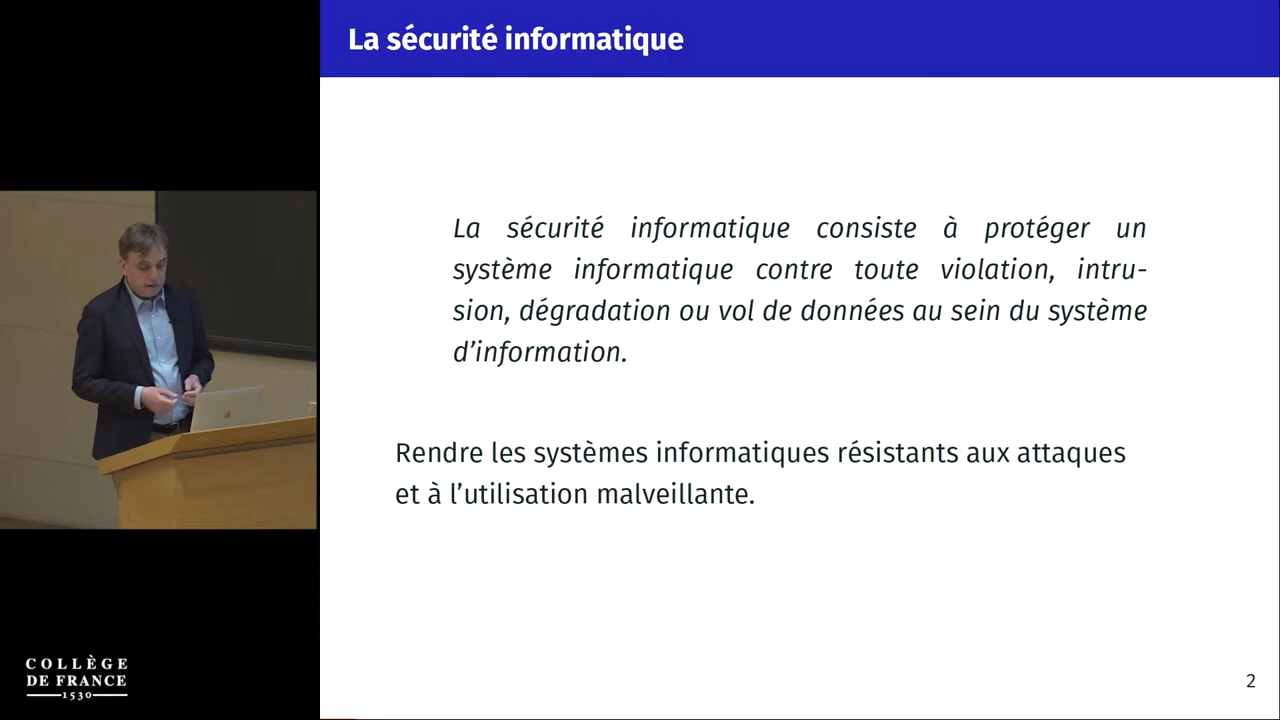 La sécurité informatique
La sécurité informatique consiste à protéger un
système informatique contre toute violation, intru-
sion, dégradation ou vol de données au sein du système
d’information.
Rendre les systèmes informatiques résistants aux attaques
et à l’utilisation malveillante.
COLLÈGE
DE FRANCE
1530
2